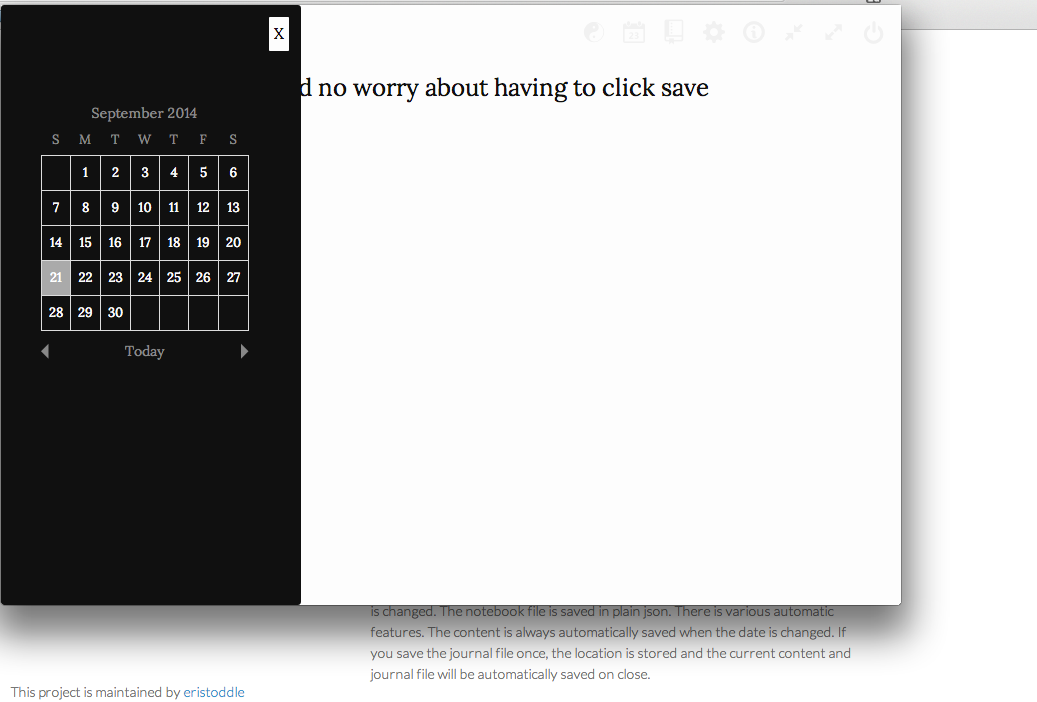 X
d no worry about having to click save
September 2014
S M T W T F S
1 2 3 4 5 6
7 8 9 10 11 12 13
14 15 16 17 18 19 20
21 22 23 24 25 26 27
28 29 30
Today
is changed. The notebook file is saved in plain json. There is various automatic
features. The content is always automatically saved when the date is changed. If
you save the journal file once, the location is stored and the current content and
journal file will be automatically saved on close.
This project is maintained by eristoddle